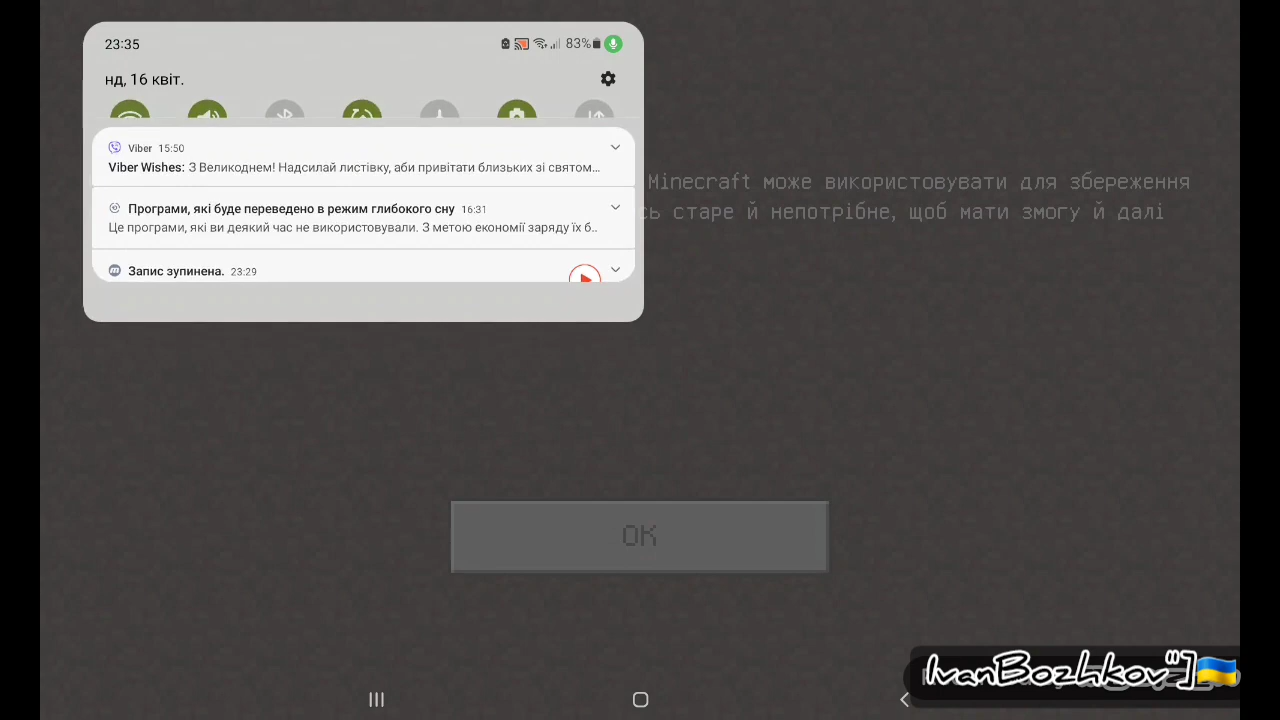 23:35
83%
нд, 16 квіт.
Viber 15:50
Viber Wishes: З Великоднем! Надсилай листівку, аби привітати близьких зі святом...
Програми, які буде переведено в режим глибокого сну 16:31
Це програми, які ви деякий час не використовували. З метою економії заряду їх б..
Запис зупинена. 23:29
Minecraft може використовувати для збереження
сь старе й непотрібне, щоб мати змогу й далі
OK
IvanBozhkov"]🇺🇦